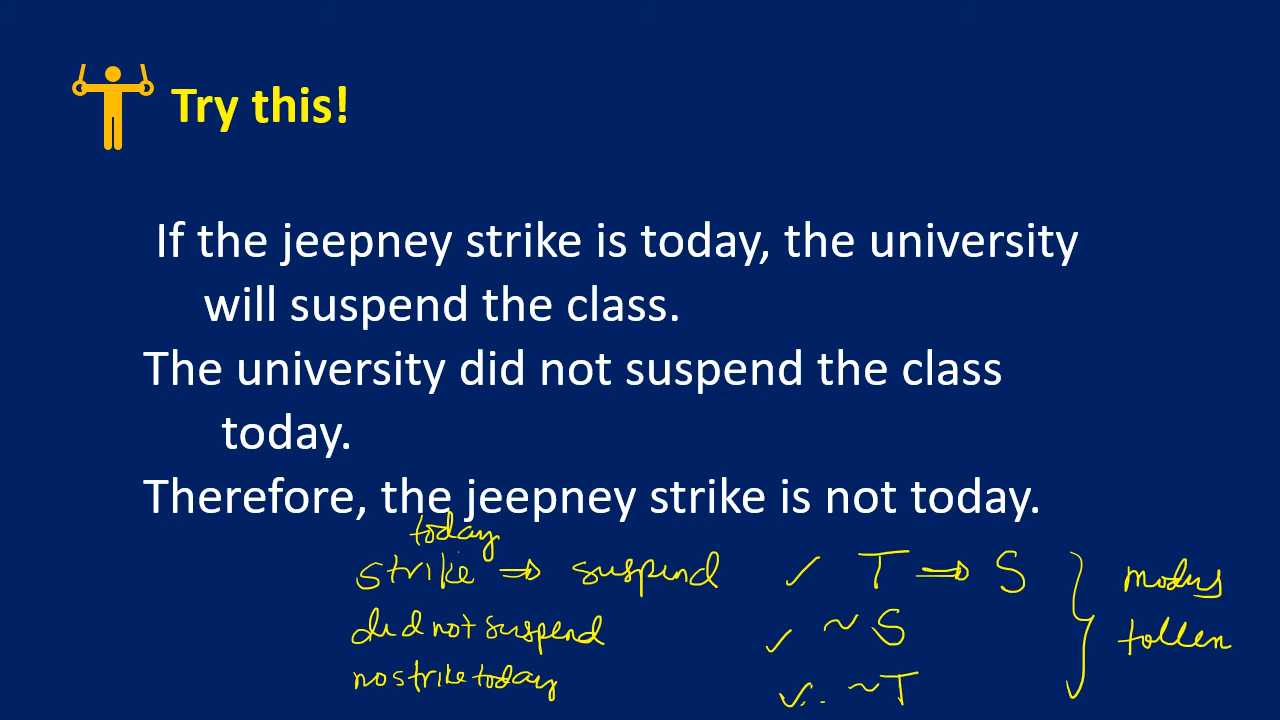 Try this!
If the jeepney strike is today, the university
will suspend the class.
The university did not suspend the class
today.
Therefore, the jeepney strike is not today.
today
strike ⇒ suspend ✓ T ⇒ S modus
did not suspend ✓ ~ S tollen
no strike today ✓ ∴ ~T